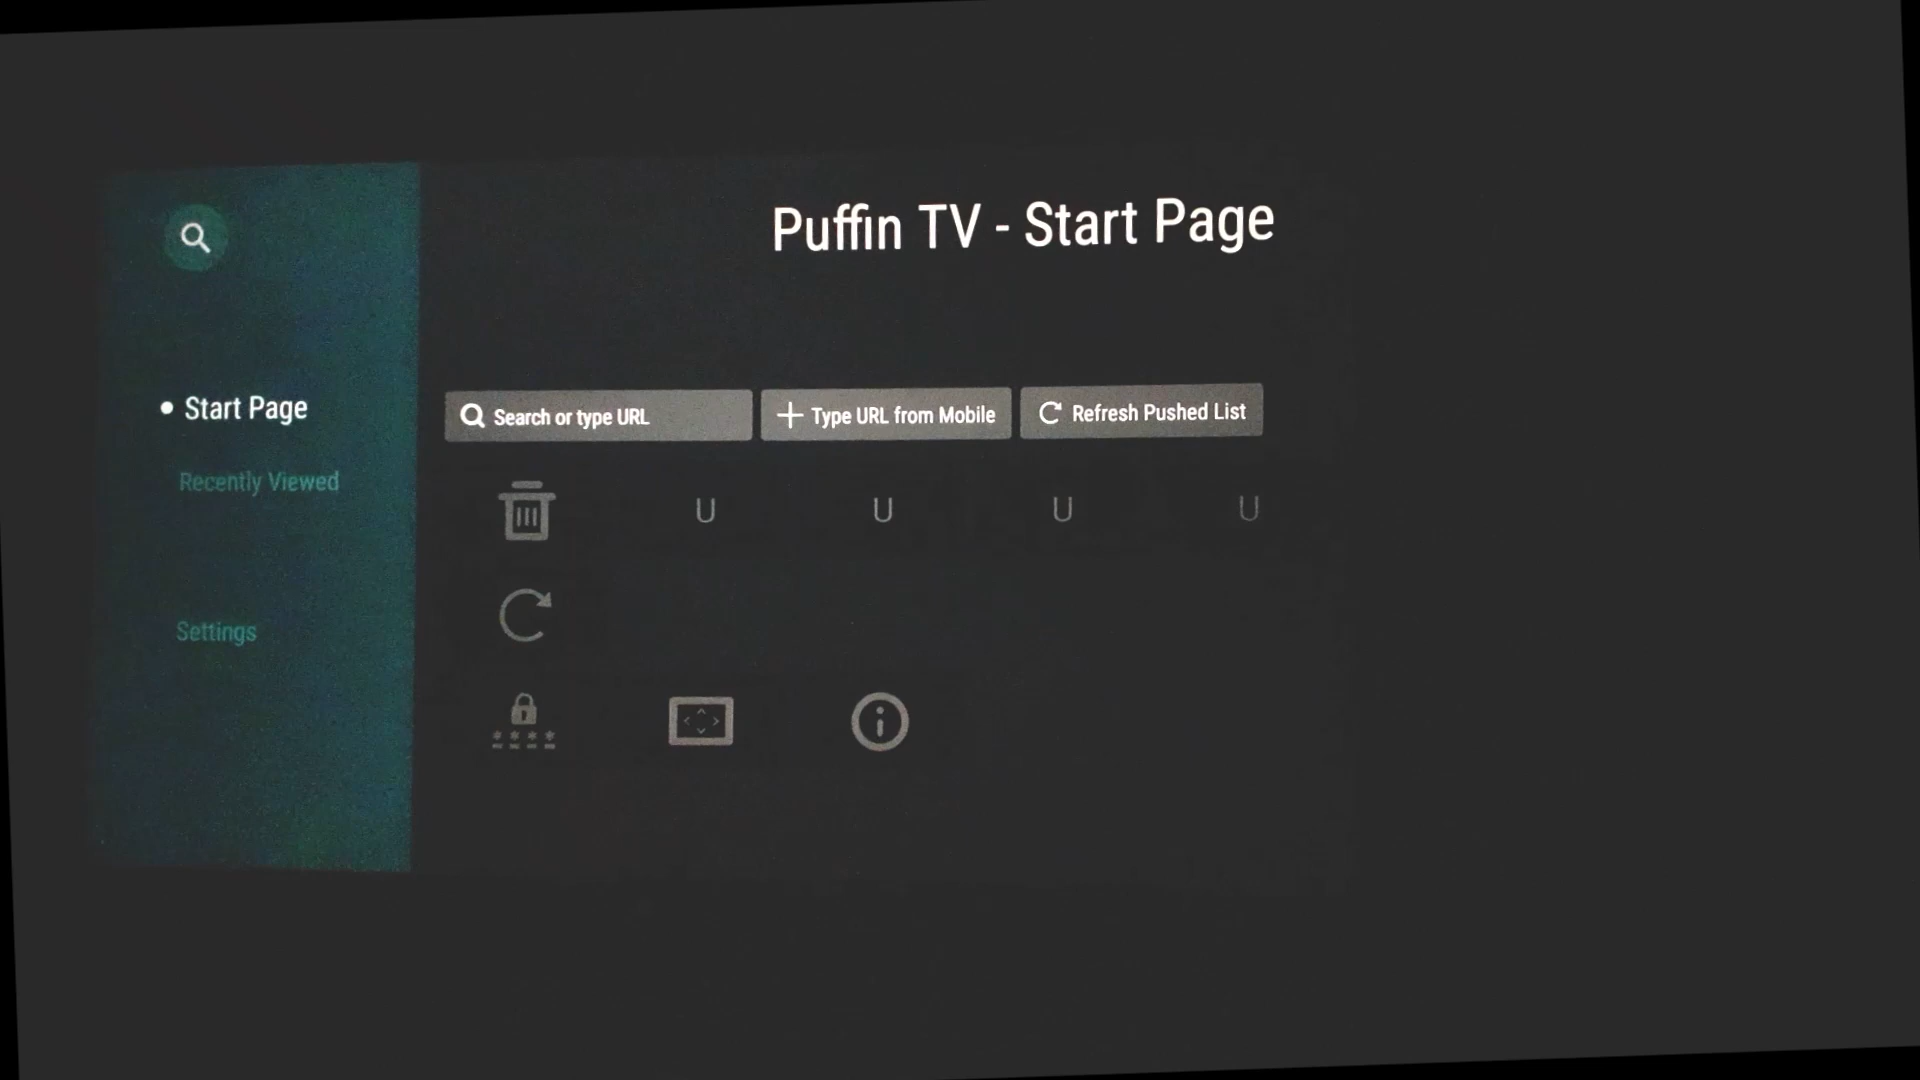 Puffin TV - Start Page
Start Page
Recently Viewed
Settings
Search or type URL
Type URL from Mobile
Refresh Pushed List
U U U U